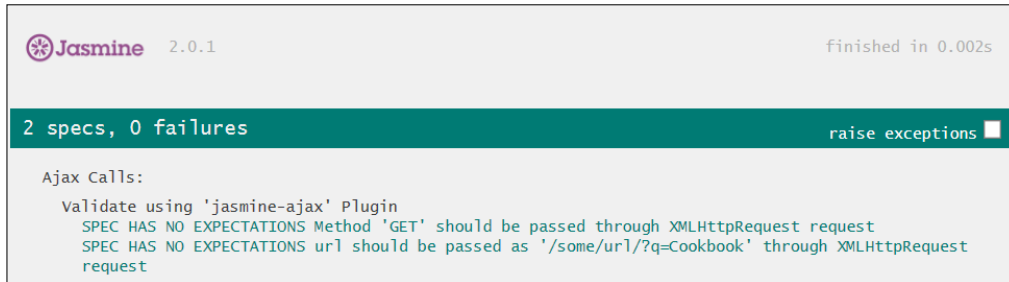 Jasmine 2.0.1 finished in 0.002s
2 specs, 0 failures raise exceptions
Ajax Calls:
Validate using 'jasmine-ajax' Plugin
SPEC HAS NO EXPECTATIONS Method 'GET' should be passed through XMLHttpRequest request
SPEC HAS NO EXPECTATIONS url should be passed as '/some/url/?q=Cookbook' through XMLHttpRequest
request